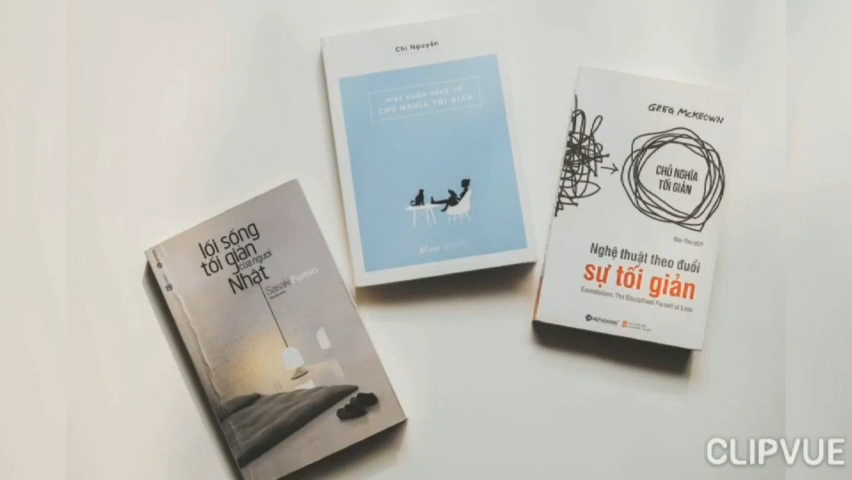 lối sống
tối giản
của người
Nhật
Sasaki Fumio
Chi Nguyễn
MỘT CUỐN SÁCH VỀ
CHỦ NGHĨA TỐI GIẢN
GREG McKEOWN
CHỦ NGHĨA
TỐI GIẢN
Nghệ thuật theo đuổi
sự tối giản
Essentialism: The Disciplined Pursuit of Less
CLIPVUE